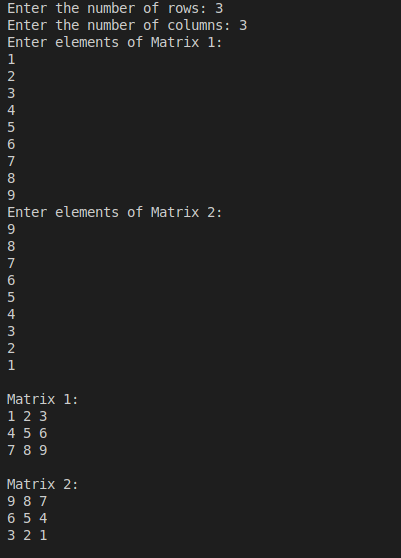 Enter the number of rows: 3
Enter the number of columns: 3
Enter elements of Matrix 1:
1
2
3
4
5
6
7
8
9
Enter elements of Matrix 2:
9
8
7
6
5
4
3
2
1

Matrix 1:
1 2 3
4 5 6
7 8 9

Matrix 2:
9 8 7
6 5 4
3 2 1